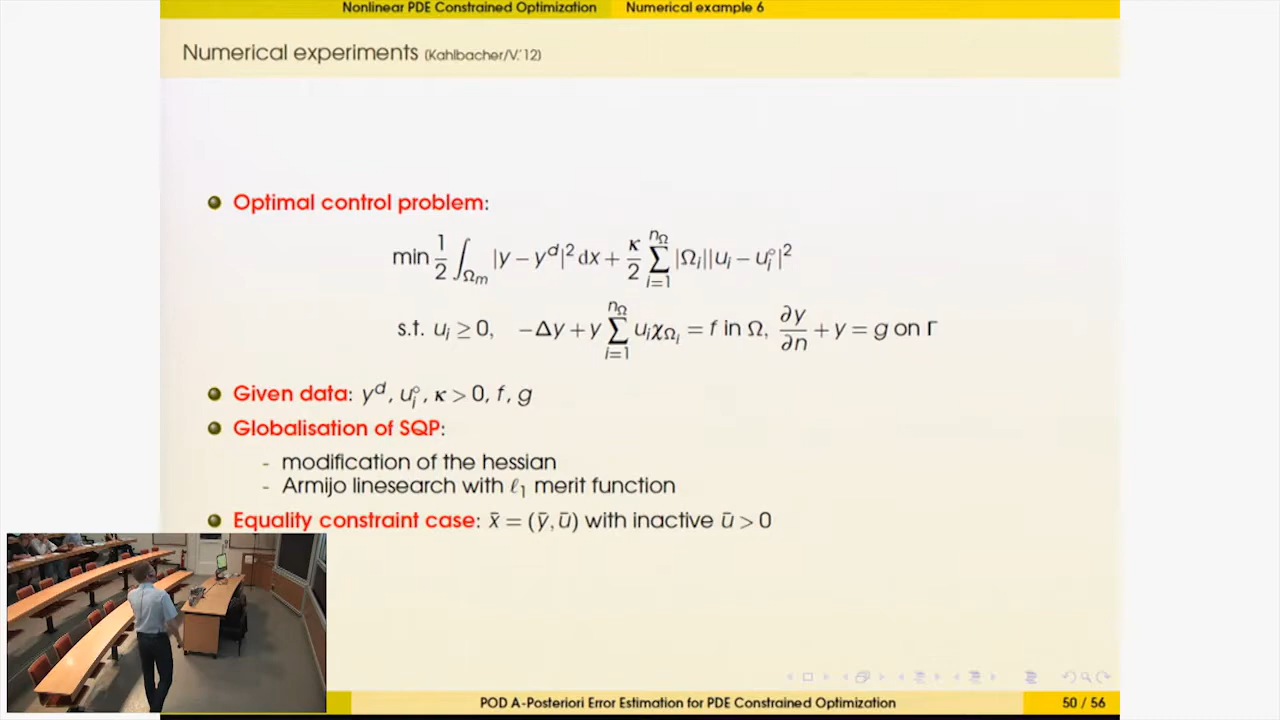 Nonlinear PDE Constrained Optimization Numerical example 6
Numerical experiments (Kahlbacher/V.'12)
Optimal control problem:
min 1/2 ∫_{Ω_m} |y − y^d|² dx + κ/2 ∑_{i=1}^{n_Ω} |Ω_i||u_i − u_i°|²
s.t. u_i ≥ 0, −Δy + y ∑_{i=1}^{n_Ω} u_i χ_{Ω_i} = f in Ω, ∂y/∂n + y = g on Γ
Given data: y^d, u_i°, κ > 0, f, g
Globalisation of SQP:
- modification of the hessian
- Armijo linesearch with ℓ₁ merit function
Equality constraint case: x̄ = (ȳ, ū) with inactive ū > 0
POD A-Posteriori Error Estimation for PDE Constrained Optimization 50 / 56